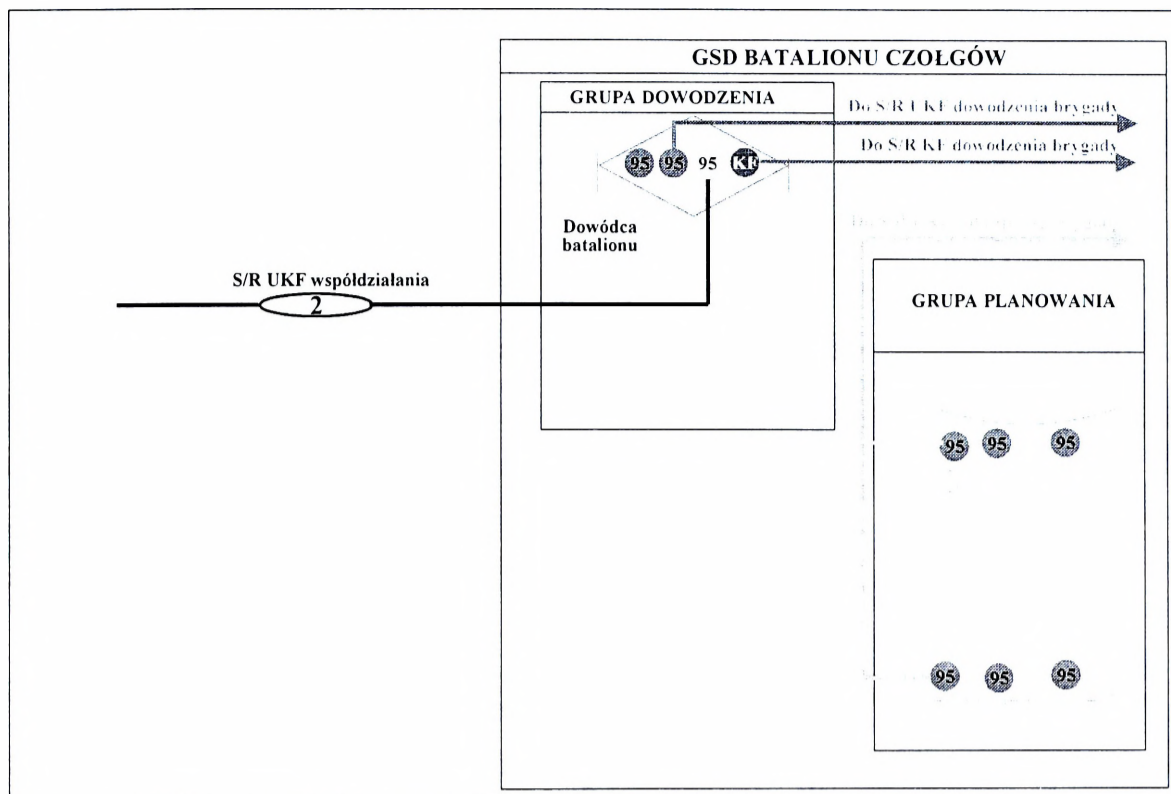 GSD BATALIONU CZOŁGÓW
GRUPA DOWODZENIA
Do S/R UKF dowodzenia brygady
Do S/R KF dowodzenia brygady
95 95 95 KF
Dowódca
batalionu
S/R UKF współdziałania
2
GRUPA PLANOWANIA
95 95 95
95 95 95